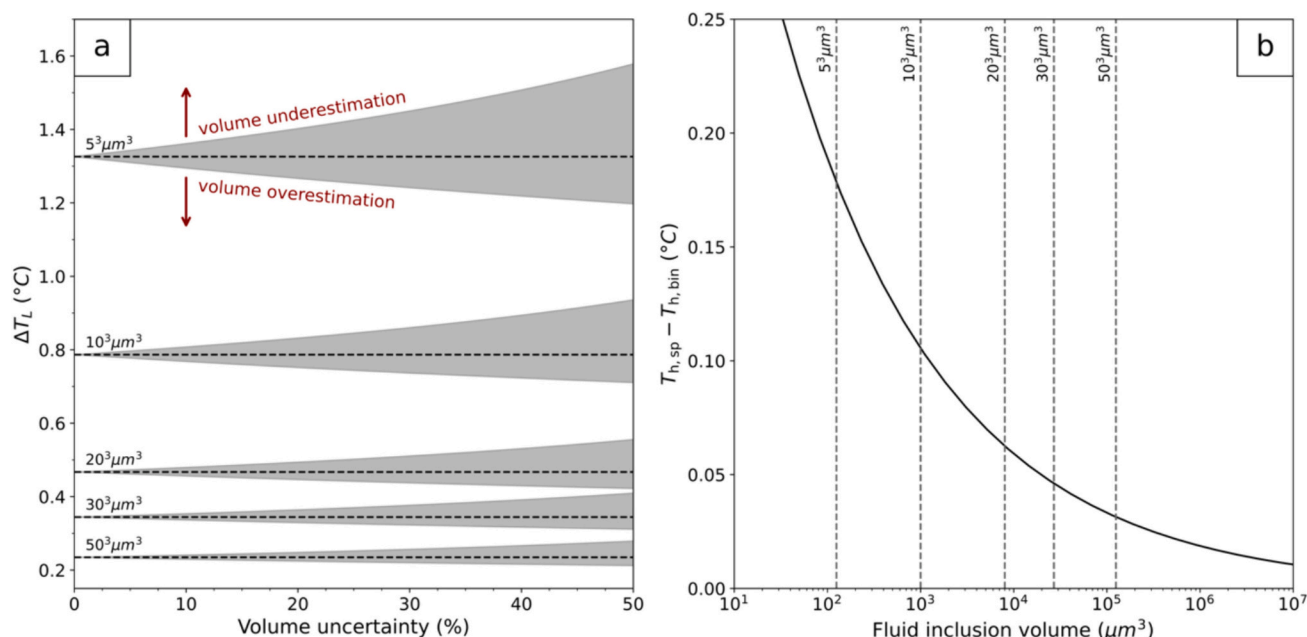 a
1.6
1.4
1.2
1.0
0.8
0.6
0.4
0.2
ΔT_L (°C)
volume underestimation
5³μm³
volume overestimation
10³μm³
20³μm³
30³μm³
50³μm³
0
10
20
30
40
50
Volume uncertainty (%)
b
0.25
0.20
0.15
0.10
0.05
0.00
T_h,sp − T_h,bin (°C)
5³μm³
10³μm³
20³μm³
30³μm³
50³μm³
10¹
10²
10³
10⁴
10⁵
10⁶
10⁷
Fluid inclusion volume (μm³)